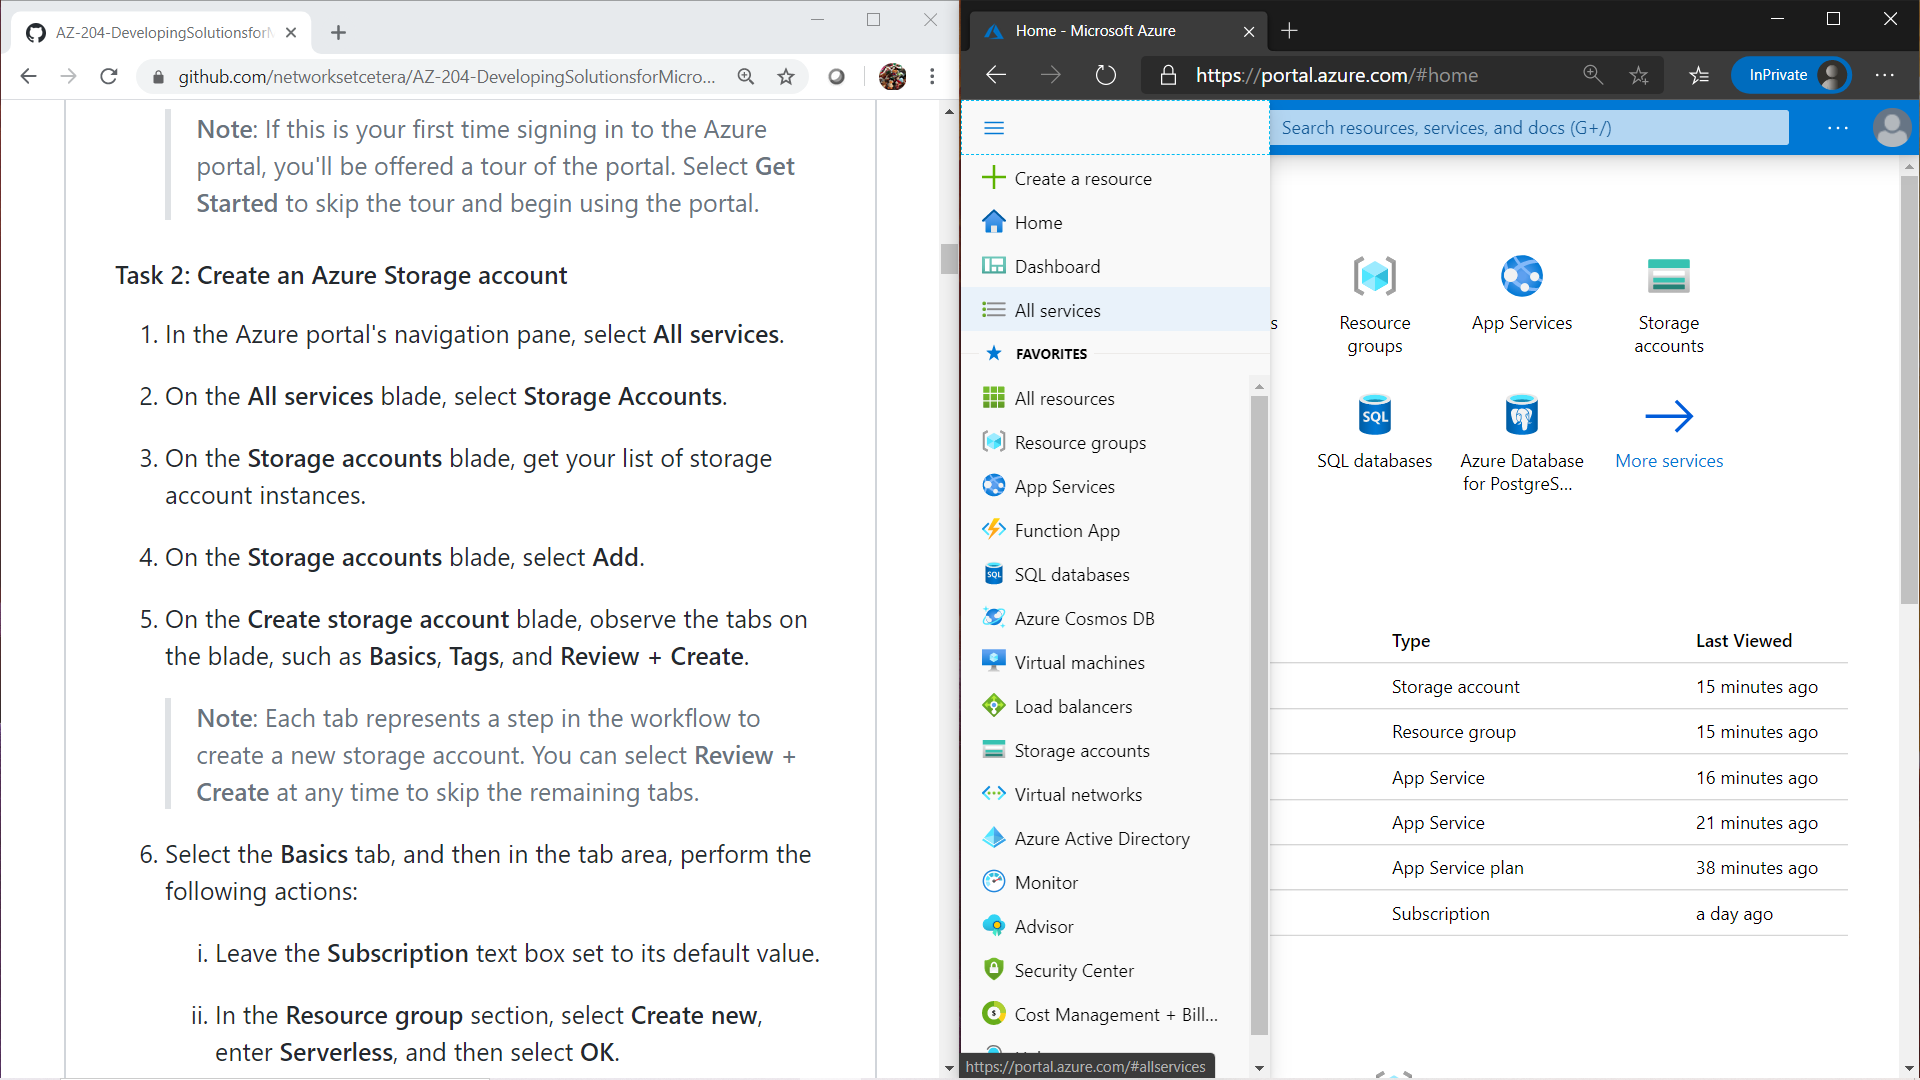 AZ-204-DevelopingSolutionsforM
github.com/networksetcetera/AZ-204-DevelopingSolutionsforMicro...
Note: If this is your first time signing in to the Azure
portal, you'll be offered a tour of the portal. Select Get
Started to skip the tour and begin using the portal.
Task 2: Create an Azure Storage account
1. In the Azure portal's navigation pane, select All services.
2. On the All services blade, select Storage Accounts.
3. On the Storage accounts blade, get your list of storage
account instances.
4. On the Storage accounts blade, select Add.
5. On the Create storage account blade, observe the tabs on
the blade, such as Basics, Tags, and Review + Create.
Note: Each tab represents a step in the workflow to
create a new storage account. You can select Review +
Create at any time to skip the remaining tabs.
6. Select the Basics tab, and then in the tab area, perform the
following actions:
i. Leave the Subscription text box set to its default value.
ii. In the Resource group section, select Create new,
enter Serverless, and then select OK.
Home - Microsoft Azure
https://portal.azure.com/#home
InPrivate
Search resources, services, and docs (G+/)
Create a resource
Home
Dashboard
All services
FAVORITES
All resources
Resource groups
App Services
Function App
SQL databases
Azure Cosmos DB
Virtual machines
Load balancers
Storage accounts
Virtual networks
Azure Active Directory
Monitor
Advisor
Security Center
Cost Management + Bill...
https://portal.azure.com/#allservices
s
Resource
groups
App Services
Storage
accounts
SQL
SQL databases
Azure Database
for PostgreS...
More services
Type Last Viewed
Storage account 15 minutes ago
Resource group 15 minutes ago
App Service 16 minutes ago
App Service 21 minutes ago
App Service plan 38 minutes ago
Subscription a day ago